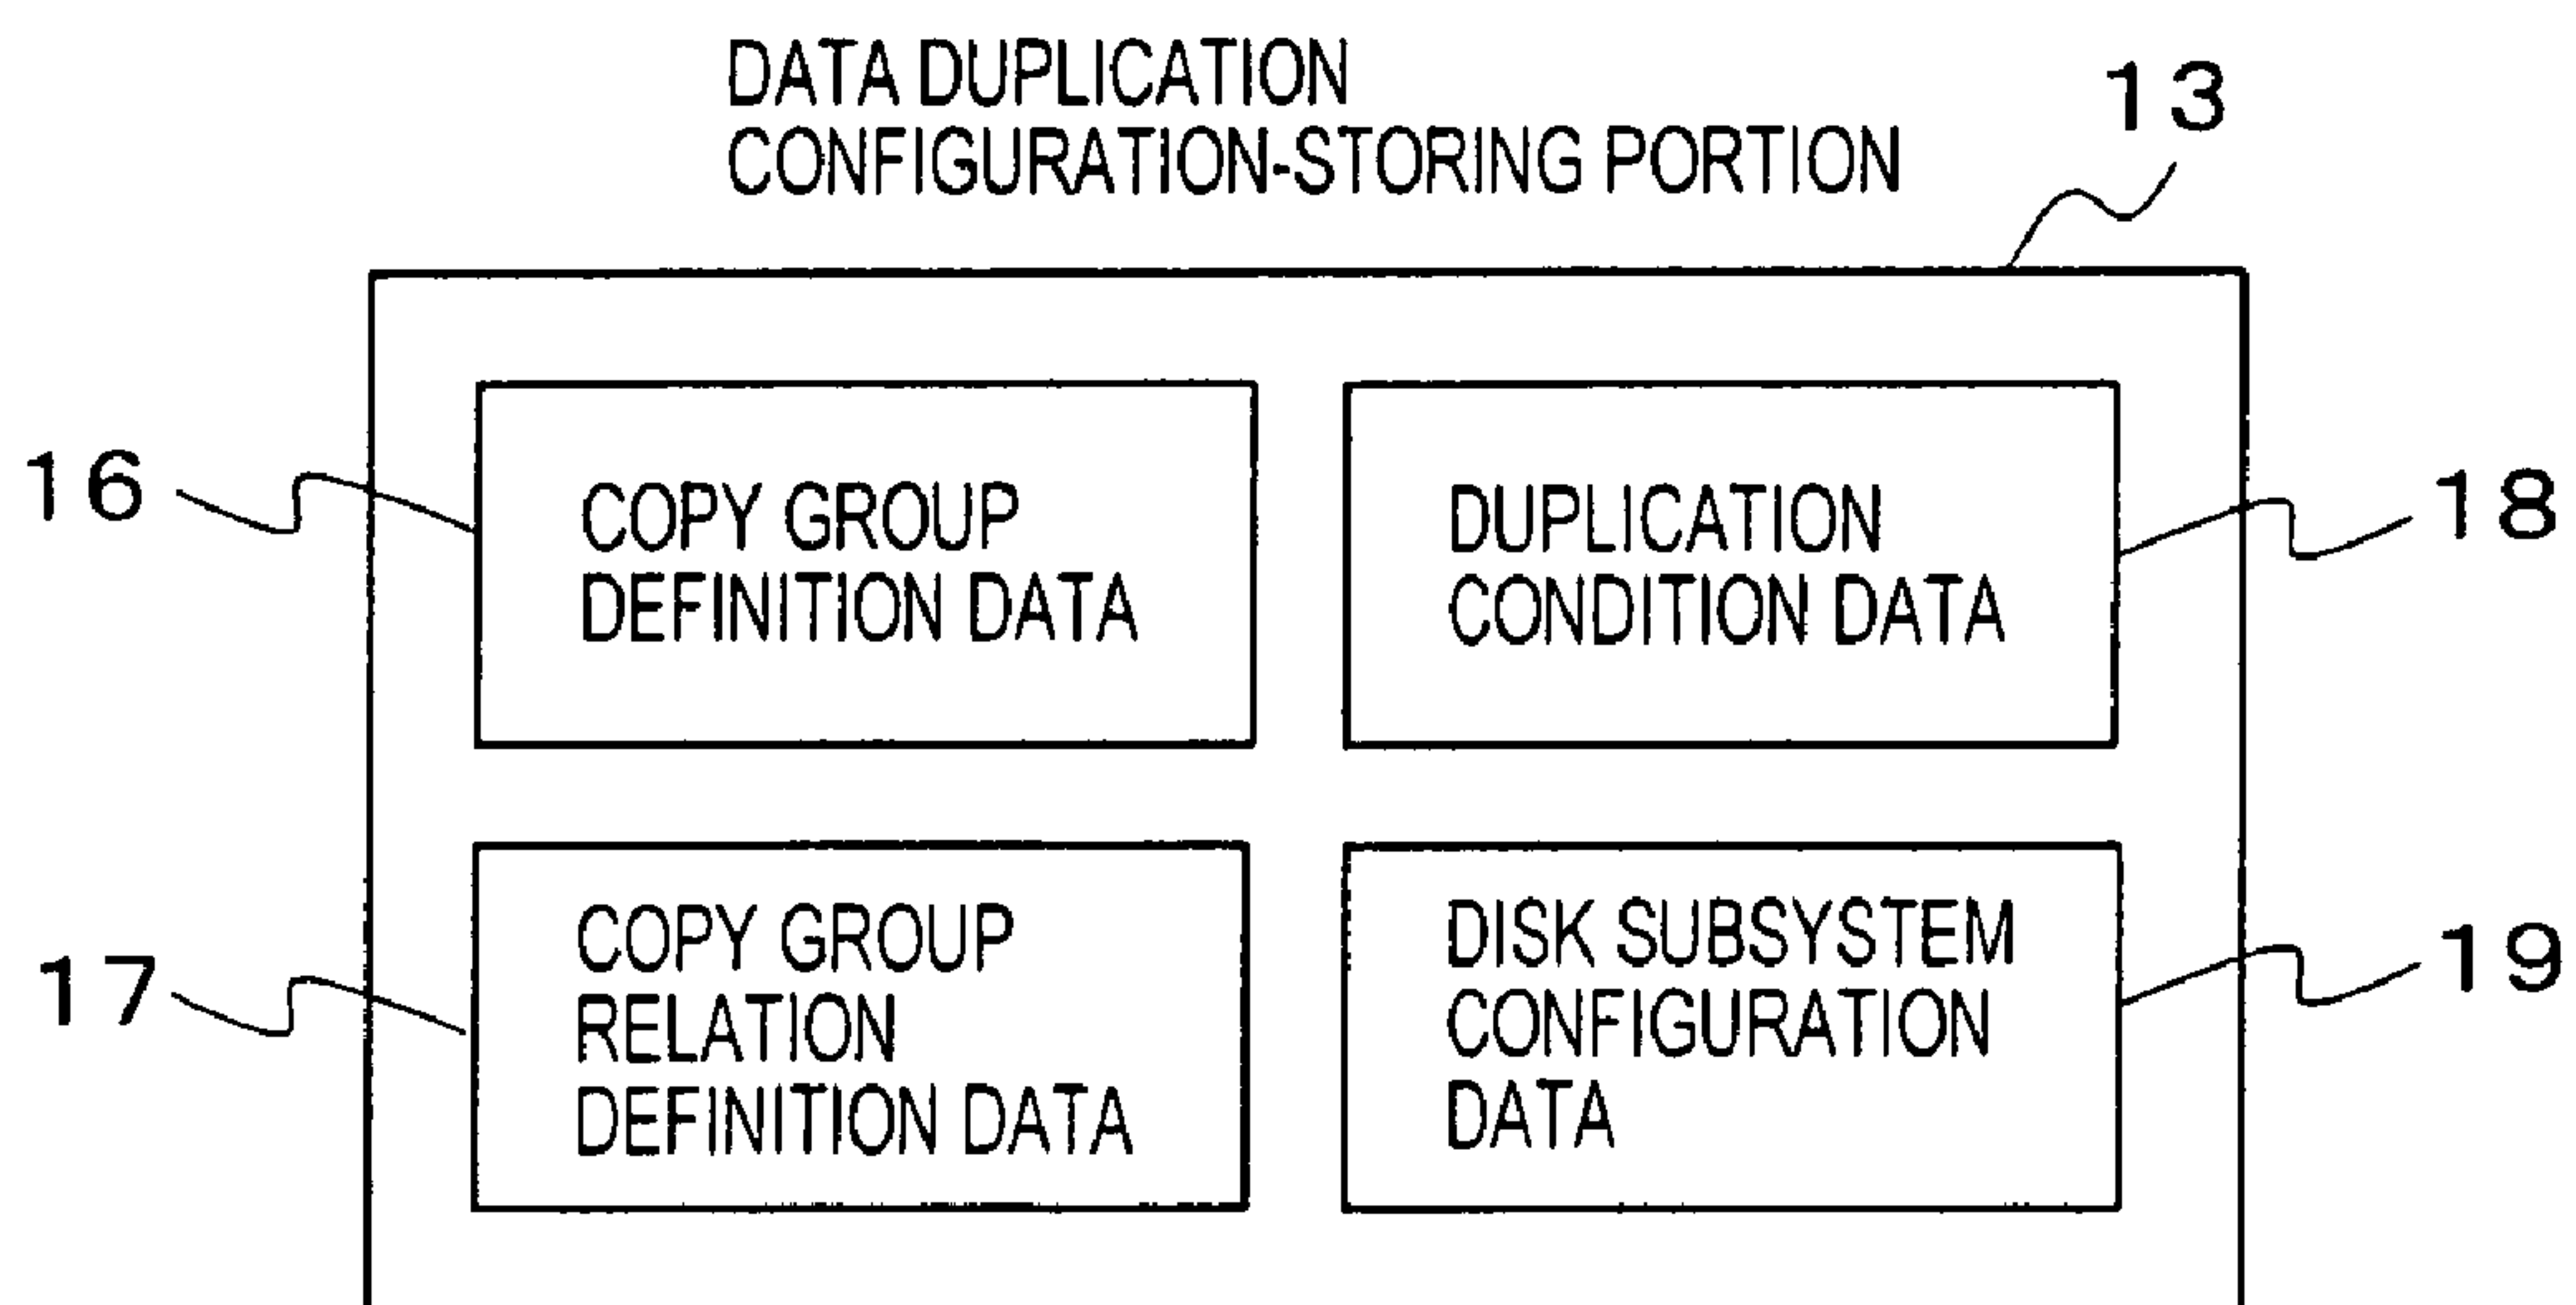 DATA DUPLICATION
CONFIGURATION-STORING PORTION
13
16
COPY GROUP
DEFINITION DATA
DUPLICATION
CONDITION DATA
18
17
COPY GROUP
RELATION
DEFINITION DATA
DISK SUBSYSTEM
CONFIGURATION
DATA
19